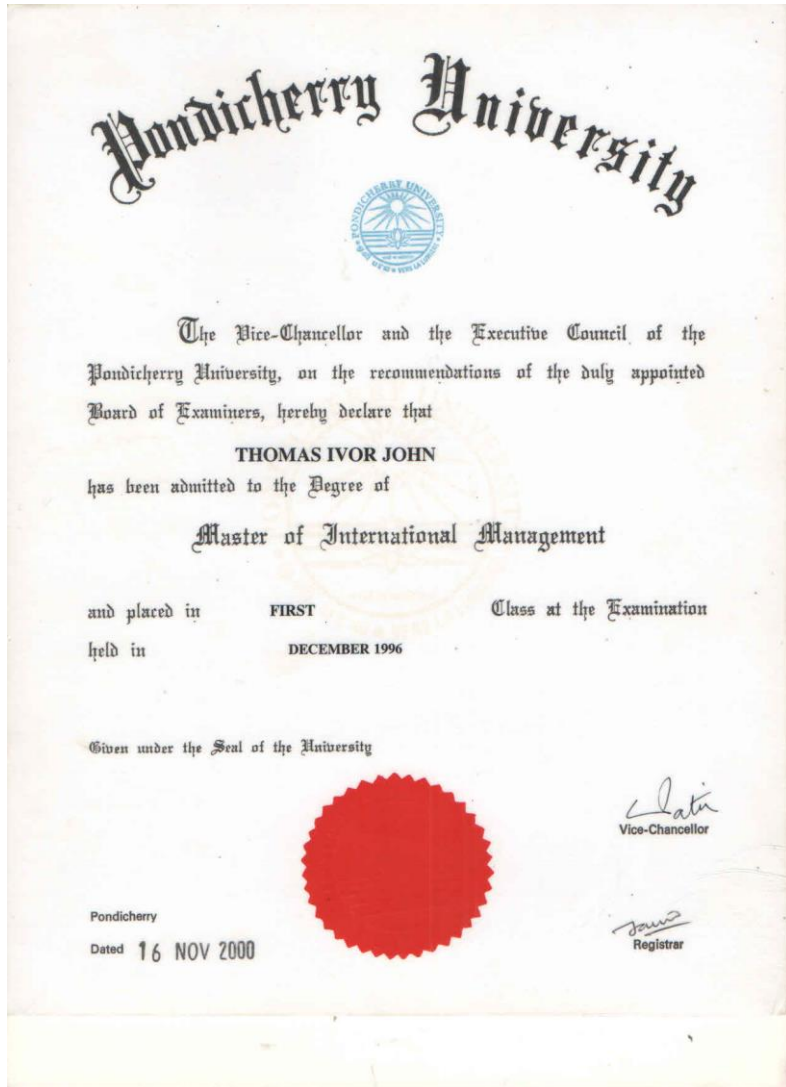 Pondicherry University
PONDICHERRY UNIVERSITY
The Vice-Chancellor and the Executive Council of the
Pondicherry University, on the recommendations of the duly appointed
Board of Examiners, hereby declare that
THOMAS IVOR JOHN
has been admitted to the Degree of
Master of International Management
and placed in FIRST Class at the Examination
held in DECEMBER 1996
Given under the Seal of the University
Vice-Chancellor
Pondicherry
Registrar
Dated 16 NOV 2000